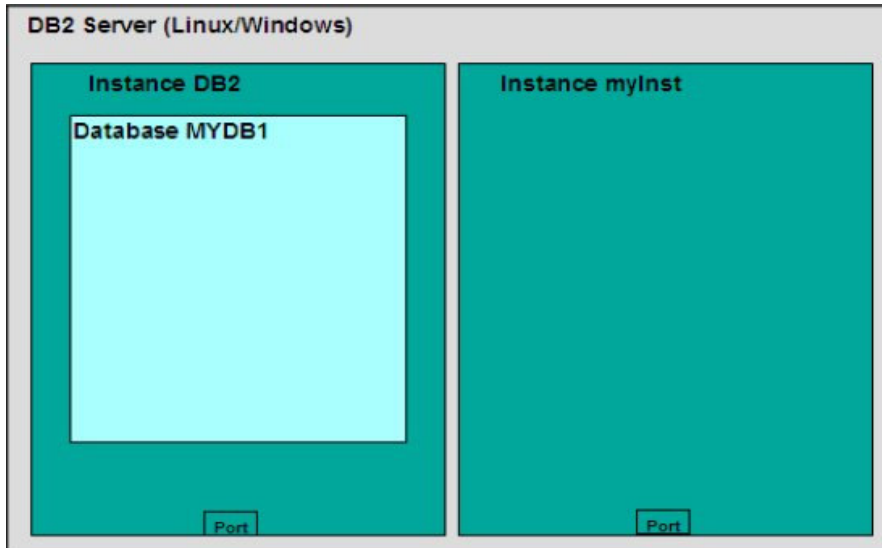 DB2 Server (Linux/Windows)
Instance DB2
Database MYDB1
Port
Instance myInst
Port